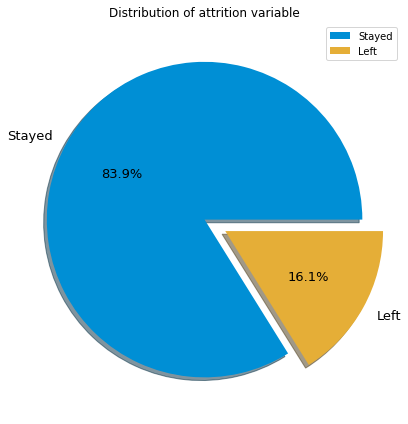 Distribution of attrition variable
Stayed
Left
Stayed
83.9%
16.1%
Left